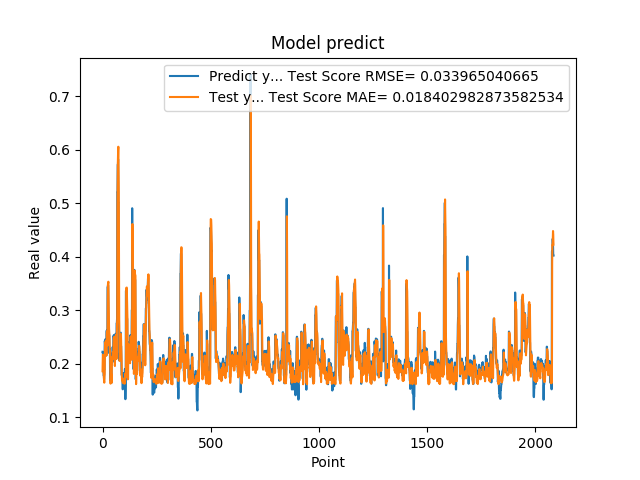 Model predict
Predict y... Test Score RMSE= 0.033965040665
Test y... Test Score MAE= 0.018402982873582534
Real value
0.7
0.6
0.5
0.4
0.3
0.2
0.1
0
500
1000
1500
2000
Point